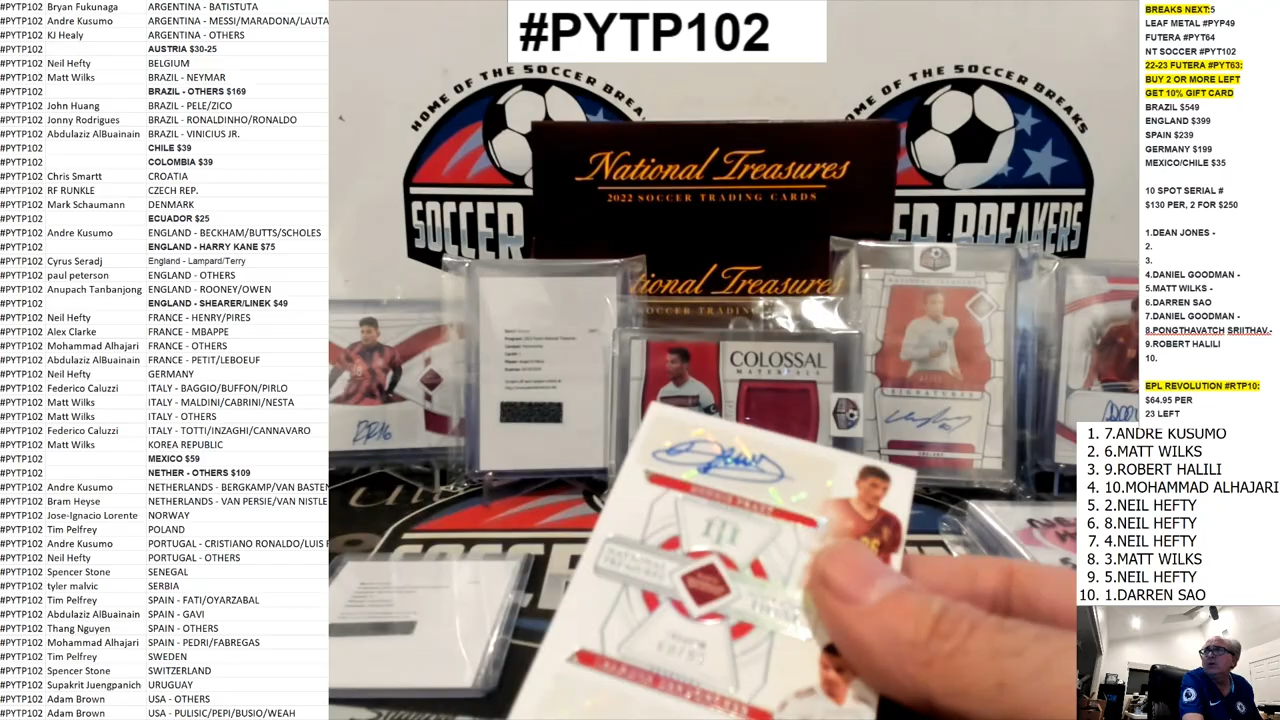 #PYTP102 Bryan Fukunaga ARGENTINA - BATISTUTA
#PYTP102 Andre Kusumo ARGENTINA - MESSI/MARADONA/LAUTA
#PYTP102 KJ Healy ARGENTINA - OTHERS
#PYTP102 AUSTRIA $30-25
#PYTP102 Neil Hefty BELGIUM
#PYTP102 Matt Wilks BRAZIL - NEYMAR
#PYTP102 BRAZIL - OTHERS $169
#PYTP102 John Huang BRAZIL - PELE/ZICO
#PYTP102 Jonny Rodrigues BRAZIL - RONALDINHO/RONALDO
#PYTP102 Abdulaziz AlBuainain BRAZIL - VINICIUS JR.
#PYTP102 CHILE $39
#PYTP102 COLOMBIA $39
#PYTP102 Chris Smartt CROATIA
#PYTP102 RF RUNKLE CZECH REP.
#PYTP102 Mark Schaumann DENMARK
#PYTP102 ECUADOR $25
#PYTP102 Andre Kusumo ENGLAND - BECKHAM/BUTTS/SCHOLES
#PYTP102 ENGLAND - HARRY KANE $75
#PYTP102 Cyrus Seradj England - Lampard/Terry
#PYTP102 paul peterson ENGLAND - OTHERS
#PYTP102 Anupach Tanbanjong ENGLAND - ROONEY/OWEN
#PYTP102 ENGLAND - SHEARER/LINEK $49
#PYTP102 Neil Hefty FRANCE - HENRY/PIRES
#PYTP102 Alex Clarke FRANCE - MBAPPE
#PYTP102 Mohammad Alhajari FRANCE - OTHERS
#PYTP102 Abdulaziz AlBuainain FRANCE - PETIT/LEBOEUF
#PYTP102 Neil Hefty GERMANY
#PYTP102 Federico Caluzzi ITALY - BAGGIO/BUFFON/PIRLO
#PYTP102 Matt Wilks ITALY - MALDINI/CABRINI/NESTA
#PYTP102 Matt Wilks ITALY - OTHERS
#PYTP102 Federico Caluzzi ITALY - TOTTI/INZAGHI/CANNAVARO
#PYTP102 Matt Wilks KOREA REPUBLIC
#PYTP102 MEXICO $59
#PYTP102 NETHER - OTHERS $109
#PYTP102 Andre Kusumo NETHERLANDS - BERGKAMP/VAN BASTEN
#PYTP102 Bram Heyse NETHERLANDS - VAN PERSIE/VAN NISTLE
#PYTP102 Jose-Ignacio Lorente NORWAY
#PYTP102 Tim Pelfrey POLAND
#PYTP102 Andre Kusumo PORTUGAL - CRISTIANO RONALDO/LUIS F
#PYTP102 Neil Hefty PORTUGAL - OTHERS
#PYTP102 Spencer Stone SENEGAL
#PYTP102 tyler malvic SERBIA
#PYTP102 Tim Pelfrey SPAIN - FATI/OYARZABAL
#PYTP102 Abdulaziz AlBuainain SPAIN - GAVI
#PYTP102 Thang Nguyen SPAIN - OTHERS
#PYTP102 Mohammad Alhajari SPAIN - PEDRI/FABREGAS
#PYTP102 Tim Pelfrey SWEDEN
#PYTP102 Spencer Stone SWITZERLAND
#PYTP102 Supakrit Juengpanich URUGUAY
#PYTP102 Adam Brown USA - OTHERS
#PYTP102 Adam Brown USA - PULISIC/PEPI/BUSIO/WEAH
#PYTP102
HOME OF THE SOCCER BREA
HOME OF THE SOCCER BREAKERS
SOCCER
ER BREAKERS
National Treasures
2022 SOCCER TRADING CARDS
tional Treasures
SOCCER TRADING
COLOSSAL
MATERIALS
SIGNATURES
BREAKS NEXT:5
LEAF METAL #PYP49
FUTERA #PYT64
NT SOCCER #PYT102
22-23 FUTERA #PYT63:
BUY 2 OR MORE LEFT
GET 10% GIFT CARD
BRAZIL $549
ENGLAND $399
SPAIN $239
GERMANY $199
MEXICO/CHILE $35
10 SPOT SERIAL #
$130 PER, 2 FOR $250
1.DEAN JONES -
2.
3.
4.DANIEL GOODMAN -
5.MATT WILKS -
6.DARREN SAO
7.DANIEL GOODMAN -
8.PONGTHAVATCH SRIITHAV.-
9.ROBERT HALILI
10.
EPL REVOLUTION #RTP10:
$64.95 PER
23 LEFT
1. 7.ANDRE KUSUMO
2 6.MATT WILKS
3 9.ROBERT HALILI
4 10.MOHAMMAD ALHAJARI
5 2.NEIL HEFTY
6 8.NEIL HEFTY
7 4.NEIL HEFTY
8 3.MATT WILKS
9 5.NEIL HEFTY
10. 1.DARREN SAO